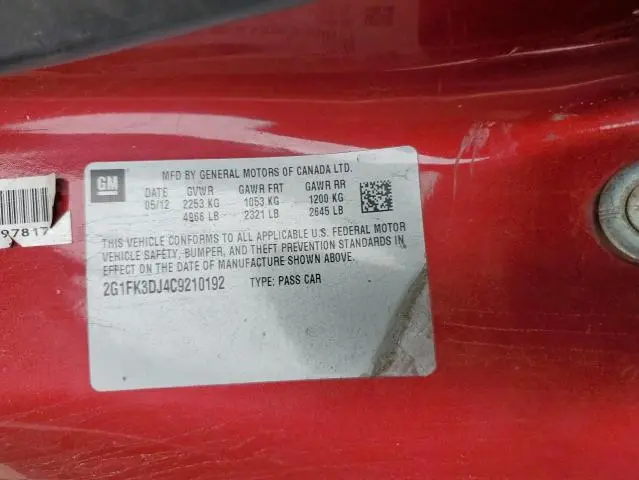 GM
MFD BY GENERAL MOTORS OF CANADA LTD.
DATE GVWR GAWR FRT GAWR RR
05/12 2253 KG 1053 KG 1200 KG
4966 LB 2321 LB 2645 LB
THIS VEHICLE CONFORMS TO ALL APPLICABLE U.S. FEDERAL MOTOR
VEHICLE SAFETY, BUMPER, AND THEFT PREVENTION STANDARDS IN
EFFECT ON THE DATE OF MANUFACTURE SHOWN ABOVE.
2G1FK3DJ4C9210192 TYPE: PASS CAR
97817